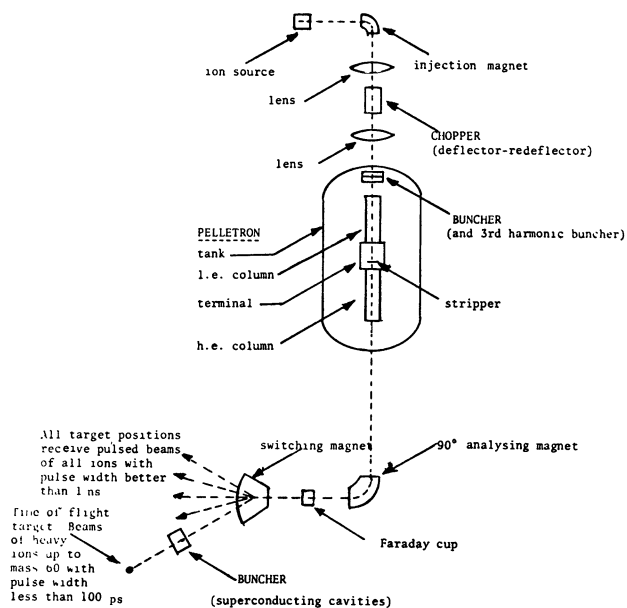 ion source
injection magnet
lens
CHOPPER
(deflector-redeflector)
lens
BUNCHER
(and 3rd harmonic buncher)
PELLETRON
tank
l.e. column
terminal
stripper
h.e. column
All target positions
receive pulsed beams
of all ions with
pulse width better
than 1 ns
switching magnet
90° analysing magnet
Time of flight
target Beams
of heavy
ions up to
mass 60 with
pulse width
less than 100 ps
Faraday cup
BUNCHER
(superconducting cavities)